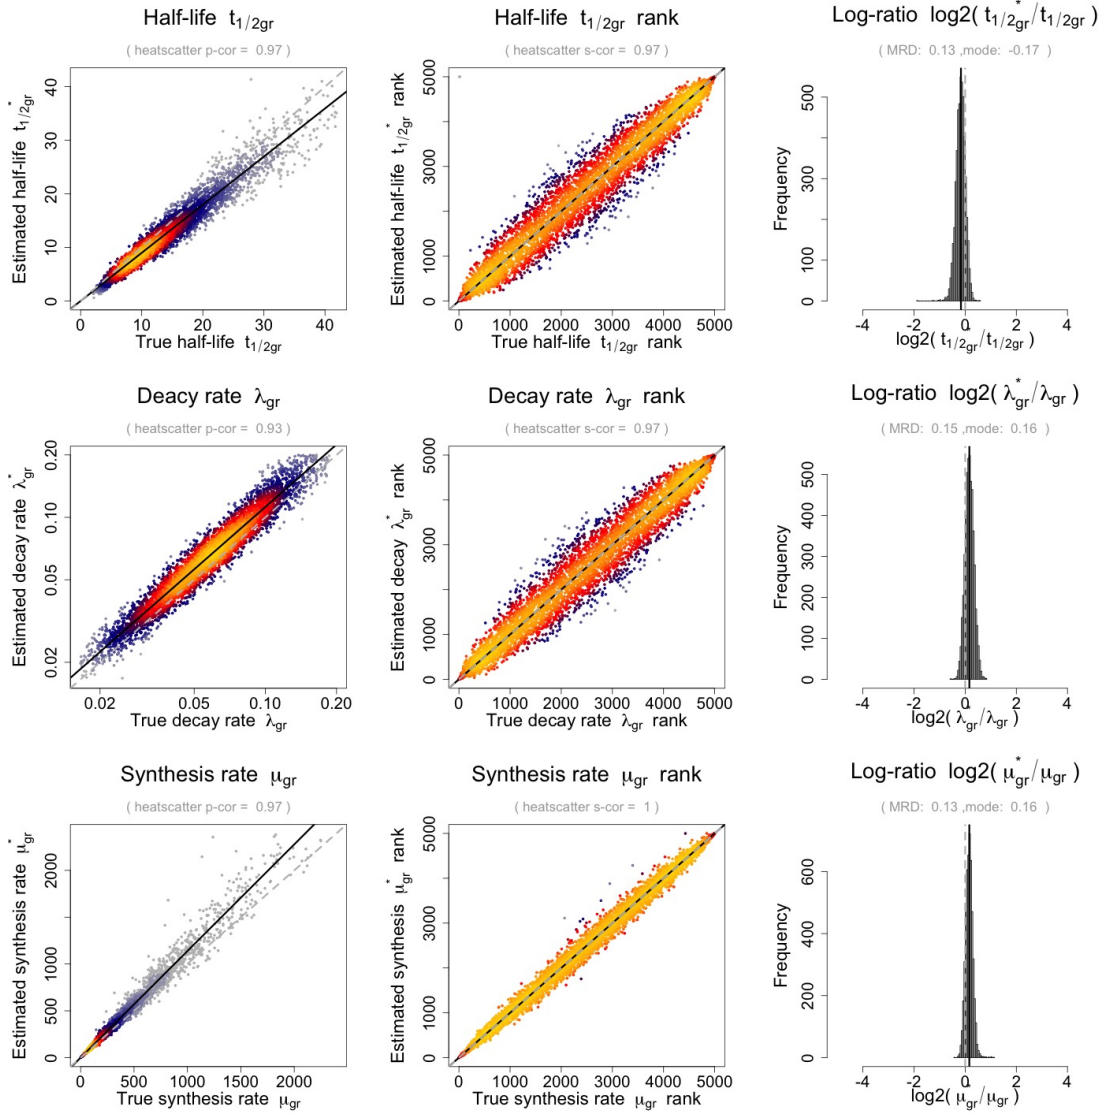 Half-life t1/2gr
( heatscatter p-cor = 0.97 )
Estimated half-life t*1/2gr
40
30
20
10
0
0 10 20 30 40
True half-life t1/2gr
Half-life t1/2gr rank
( heatscatter s-cor = 0.97 )
Estimated half-life t*1/2gr rank
5000
3000
1000
0
0 1000 2000 3000 4000 5000
True half-life t1/2gr rank
Log-ratio log2( t*1/2gr/t1/2gr )
( MRD: 0.13 ,mode: -0.17 )
Frequency
500
300
100
0
-4 -2 0 2 4
log2( t1/2gr/t1/2gr )
Deacy rate λgr
( heatscatter p-cor = 0.93 )
Estimated decay rate λ*gr
0.20
0.10
0.05
0.02
0.02 0.05 0.10 0.20
True decay rate λgr
Decay rate λgr rank
( heatscatter s-cor = 0.97 )
Estimated decay λ*gr rank
5000
3000
1000
0
0 1000 2000 3000 4000 5000
True decay rate λgr rank
Log-ratio log2( λ*gr/λgr )
( MRD: 0.15 ,mode: 0.16 )
Frequency
500
400
300
200
100
0
-4 -2 0 2 4
log2( λgr/λgr )
Synthesis rate μgr
( heatscatter p-cor = 0.97 )
Estimated synthesis rate μ*gr
2000
1000
500
0
0 500 1000 1500 2000
True synthesis rate μgr
Synthesis rate μgr rank
( heatscatter s-cor = 1 )
Estimated synthesis μ*gr rank
5000
3000
1000
0
0 1000 2000 3000 4000 5000
True synthesis rate μgr rank
Log-ratio log2( μ*gr/μgr )
( MRD: 0.13 ,mode: 0.16 )
Frequency
600
400
200
0
-4 -2 0 2 4
log2( μgr/μgr )